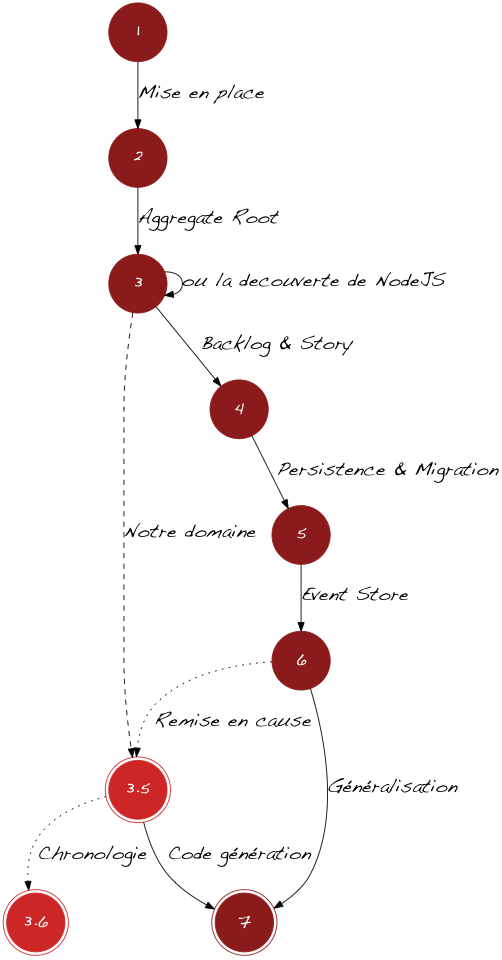 1
Mise en place
2
Aggregate Root
3
ou la decouverte de NodeJS
Backlog & Story
4
Persistence & Migration
Notre domaine
5
Event Store
6
Remise en cause
3.5
Généralisation
Chronologie
Code génération
3.6
7